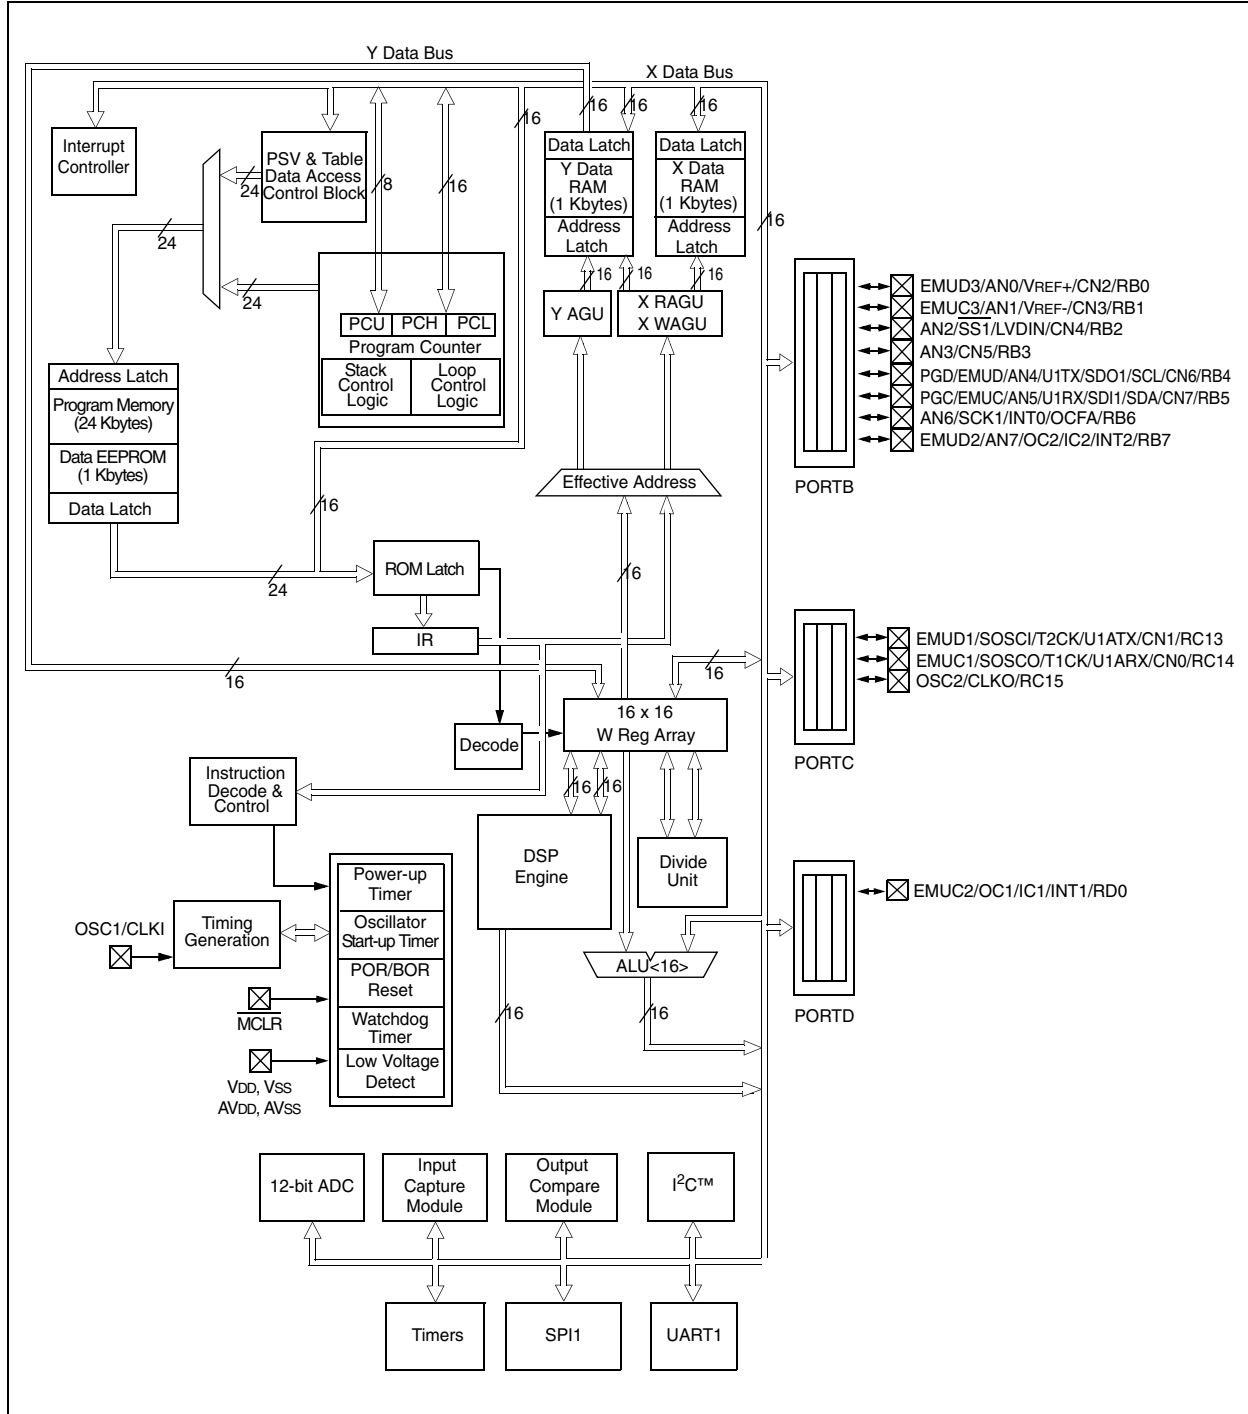 Y Data Bus
X Data Bus
16
16
16
16
Interrupt
Controller
PSV & Table
Data Access
Control Block
24
8
16
24
24
Data Latch
Y Data
RAM
(1 Kbytes)
Address
Latch
Data Latch
X Data
RAM
(1 Kbytes)
Address
Latch
16
16
16
16
Y AGU
X RAGU
X WAGU
PCU
PCH
PCL
Program Counter
Stack
Control
Logic
Loop
Control
Logic
Address Latch
Program Memory
(24 Kbytes)
Data EEPROM
(1 Kbytes)
Data Latch
16
24
Effective Address
16
ROM Latch
IR
16
16
16 x 16
W Reg Array
Decode
Instruction
Decode &
Control
16
16
DSP
Engine
Divide
Unit
Power-up
Timer
Oscillator
Start-up Timer
POR/BOR
Reset
Watchdog
Timer
Low Voltage
Detect
OSC1/CLKI
Timing
Generation
MCLR
VDD, VSS
AVDD, AVSS
ALU<16>
16
16
12-bit ADC
Input
Capture
Module
Output
Compare
Module
I2C™
Timers
SPI1
UART1
EMUD3/AN0/VREF+/CN2/RB0
EMUC3/AN1/VREF-/CN3/RB1
AN2/SS1/LVDIN/CN4/RB2
AN3/CN5/RB3
PGD/EMUD/AN4/U1TX/SDO1/SCL/CN6/RB4
PGC/EMUC/AN5/U1RX/SDI1/SDA/CN7/RB5
AN6/SCK1/INT0/OCFA/RB6
EMUD2/AN7/OC2/IC2/INT2/RB7
PORTB
EMUD1/SOSCI/T2CK/U1ATX/CN1/RC13
EMUC1/SOSCO/T1CK/U1ARX/CN0/RC14
OSC2/CLKO/RC15
PORTC
EMUC2/OC1/IC1/INT1/RD0
PORTD